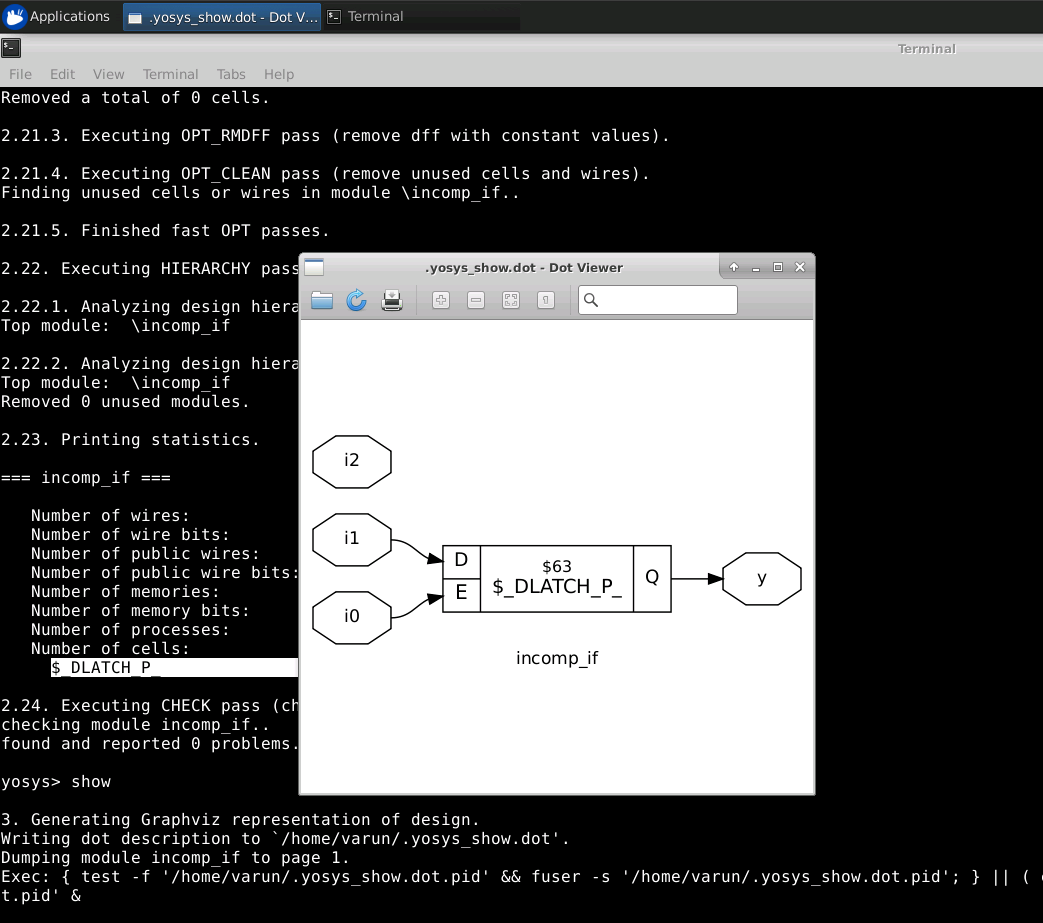 Applications
.yosys_show.dot - Dot V...
Terminal
Terminal
File Edit View Terminal Tabs Help
Removed a total of 0 cells.
2.21.3. Executing OPT_RMDFF pass (remove dff with constant values).
2.21.4. Executing OPT_CLEAN pass (remove unused cells and wires).
Finding unused cells or wires in module \incomp_if..
2.21.5. Finished fast OPT passes.
2.22. Executing HIERARCHY pass
2.22.1. Analyzing design hiera
Top module:  \incomp_if
2.22.2. Analyzing design hiera
Top module:  \incomp_if
Removed 0 unused modules.
2.23. Printing statistics.
=== incomp_if ===
Number of wires:
Number of wire bits:
Number of public wires:
Number of public wire bits:
Number of memories:
Number of memory bits:
Number of processes:
Number of cells:
$_DLATCH_P_
2.24. Executing CHECK pass (ch
checking module incomp_if..
found and reported 0 problems.
yosys> show
3. Generating Graphviz representation of design.
Writing dot description to `/home/varun/.yosys_show.dot'.
Dumping module incomp_if to page 1.
Exec: { test -f '/home/varun/.yosys_show.dot.pid' && fuser -s '/home/varun/.yosys_show.dot.pid'; } || (
t.pid' &
.yosys_show.dot - Dot Viewer
i2
i1
i0
D
E
$63
$_DLATCH_P_
Q
y
incomp_if